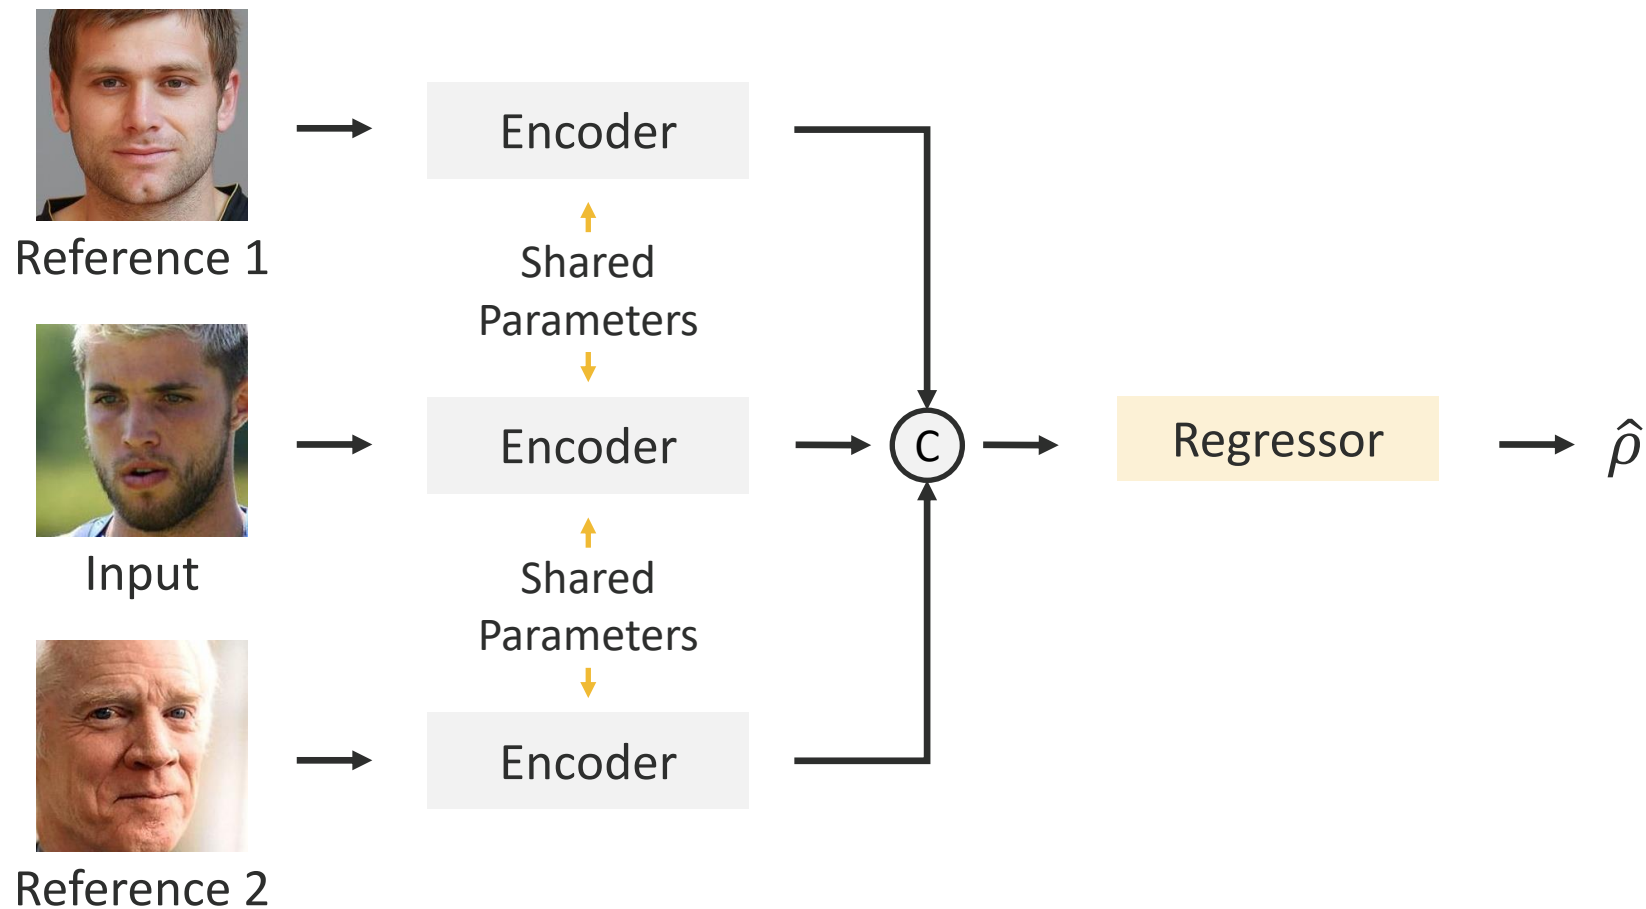 Encoder
Reference 1
Shared
Parameters
Encoder
C
Regressor
ρ̂
Input
Shared
Parameters
Encoder
Reference 2